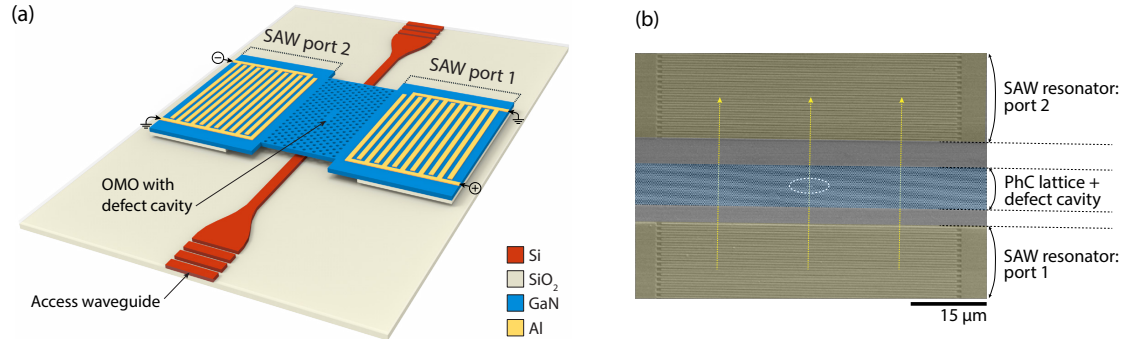 (a)
SAW port 2
SAW port 1
−
+
OMO with
defect cavity
Access waveguide
Si
SiO₂
GaN
Al
(b)
SAW resonator:
port 2
PhC lattice +
defect cavity
SAW resonator:
port 1
15 μm